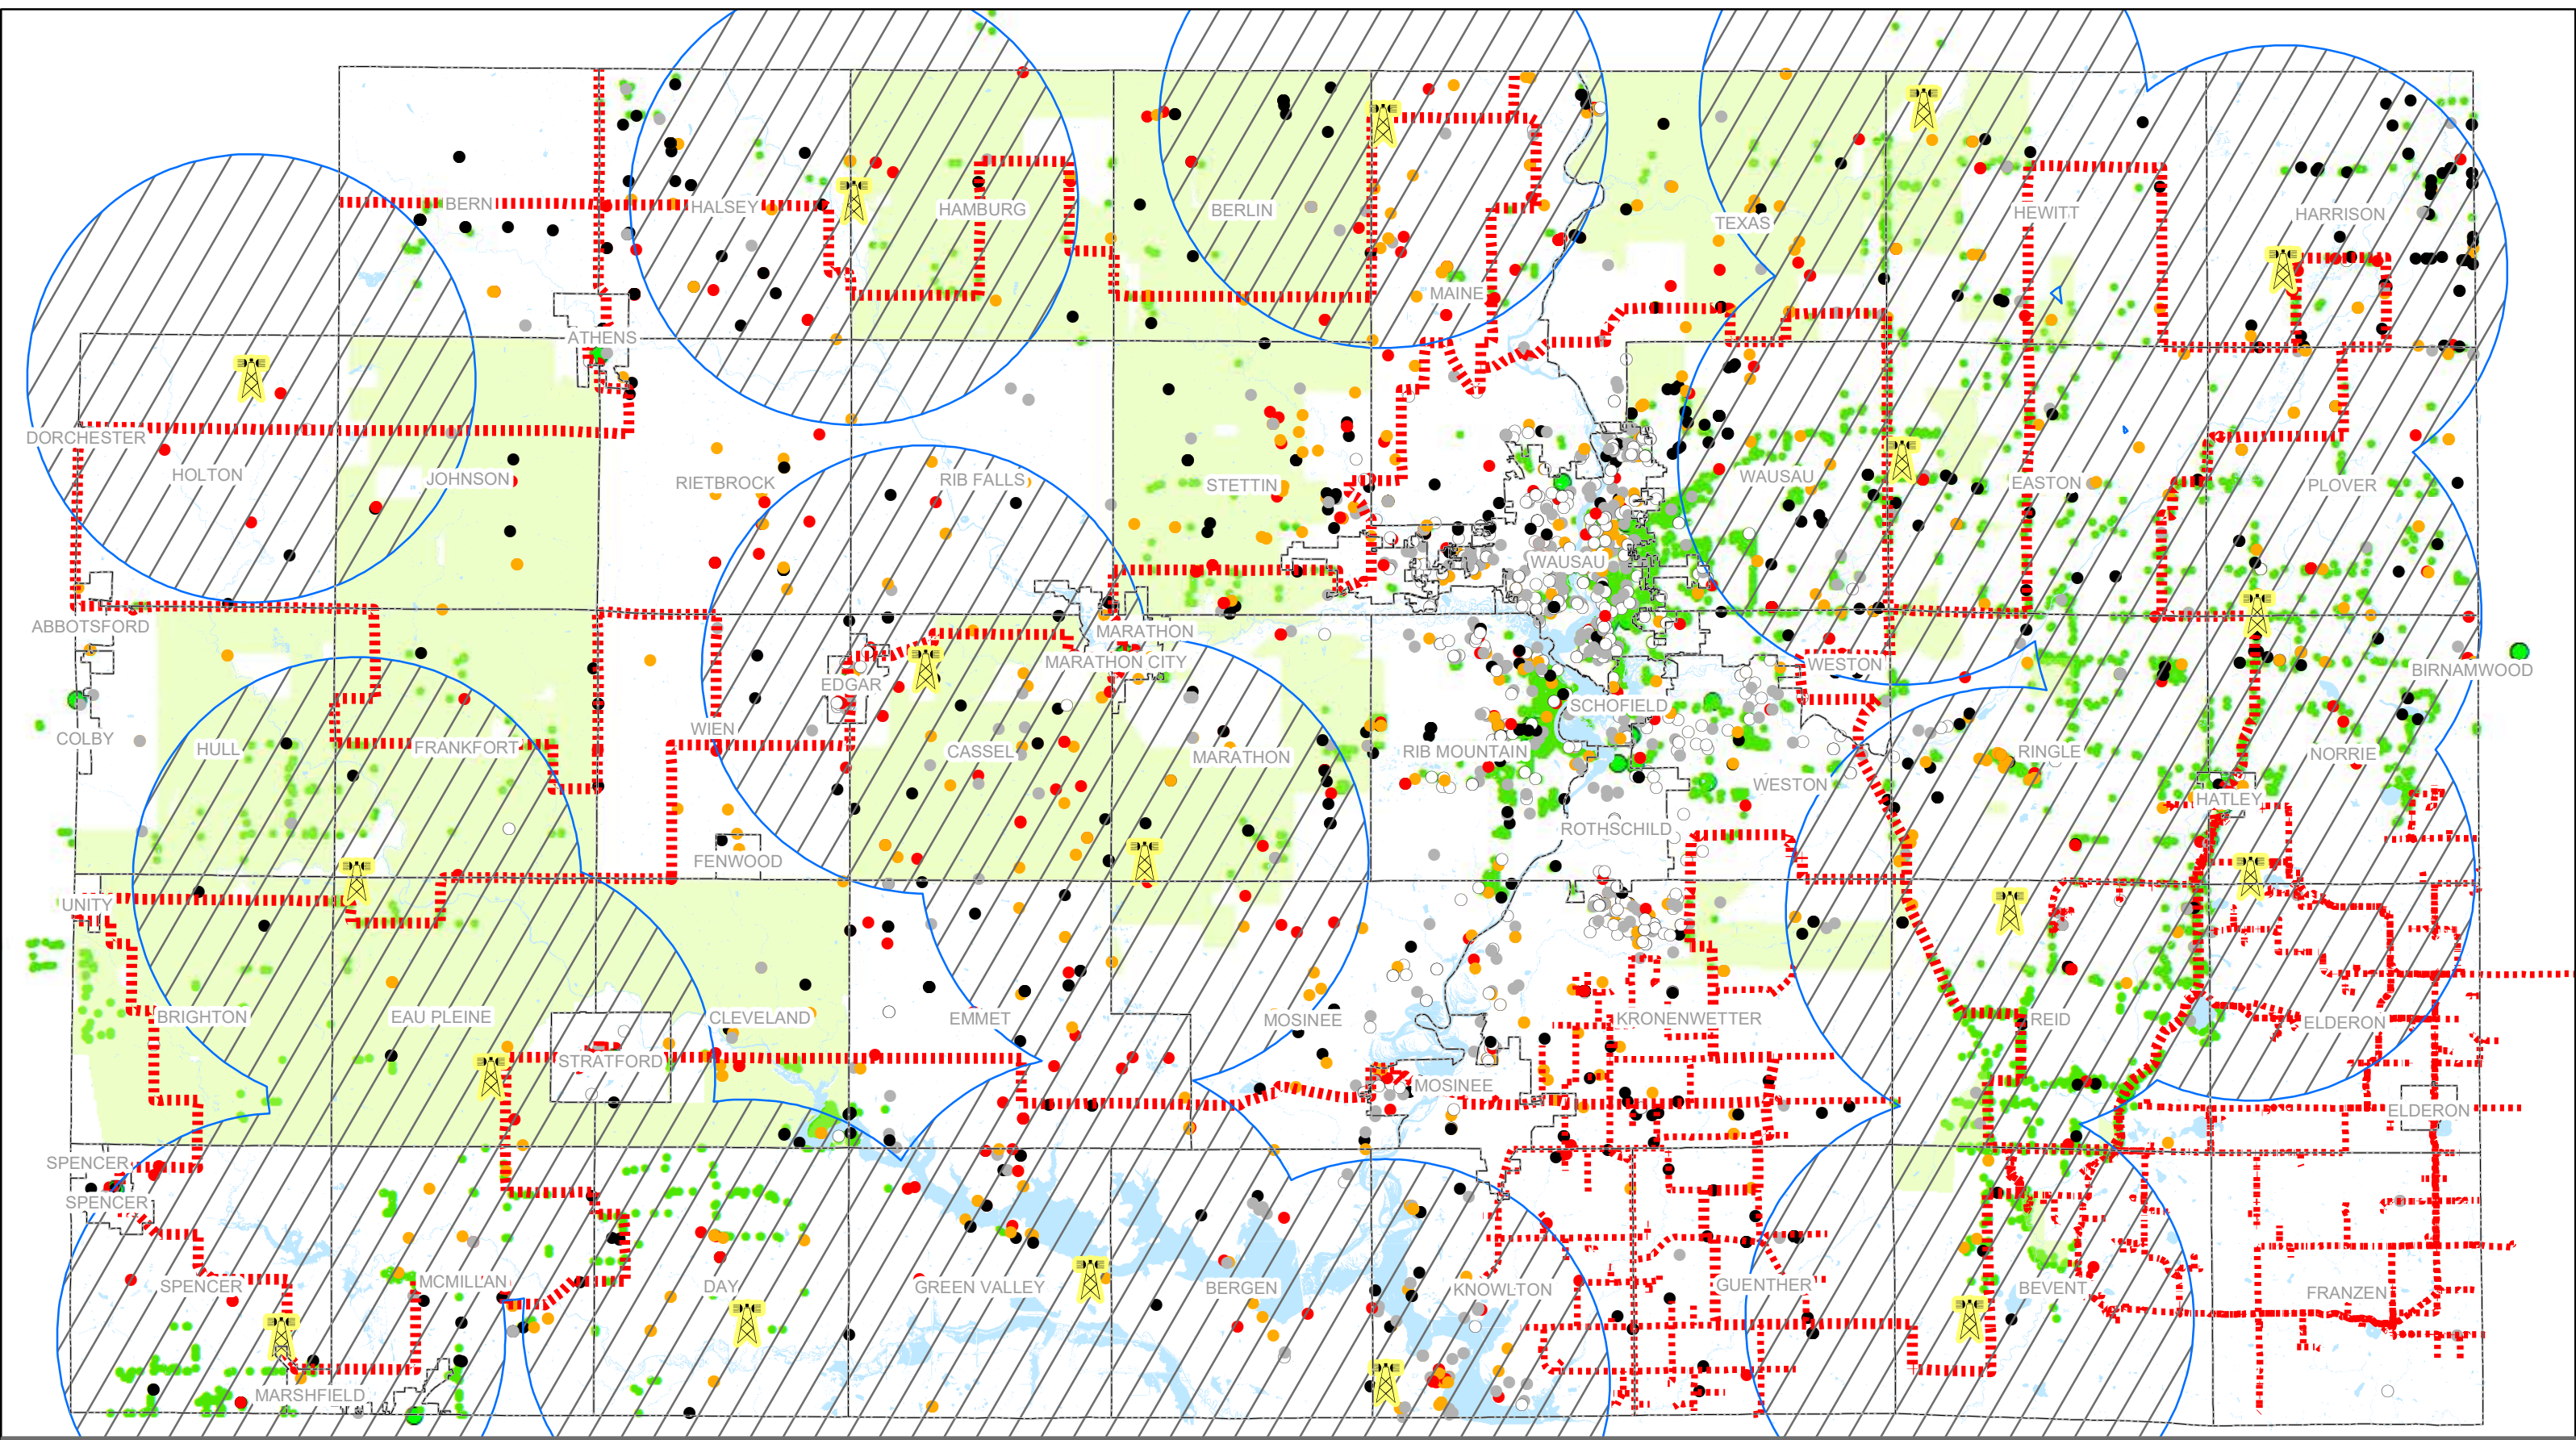 BERN
HALSEY
HAMBURG
BERLIN
TEXAS
HEWITT
HARRISON
MAINE
ATHENS
DORCHESTER
HOLTON
JOHNSON
RIETBROCK
RIB FALLS
STETTIN
WAUSAU
EASTON
PLOVER
WAUSAU
ABBOTSFORD
MARATHON
MARATHON CITY
EDGAR
WESTON
BIRNAMWOOD
SCHOFIELD
COLBY
HULL
FRANKFORT
WIEN
CASSEL
MARATHON
RIB MOUNTAIN
RINGLE
NORRIE
WESTON
HATLEY
ROTHSCHILD
FENWOOD
UNITY
BRIGHTON
EAU PLEINE
CLEVELAND
EMMET
MOSINEE
KRONENWETTER
REID
ELDERON
STRATFORD
MOSINEE
ELDERON
SPENCER
SPENCER
SPENCER
MCMILLAN
DAY
GREEN VALLEY
BERGEN
KNOWLTON
GUENTHER
BEVENT
FRANZEN
MARSHFIELD